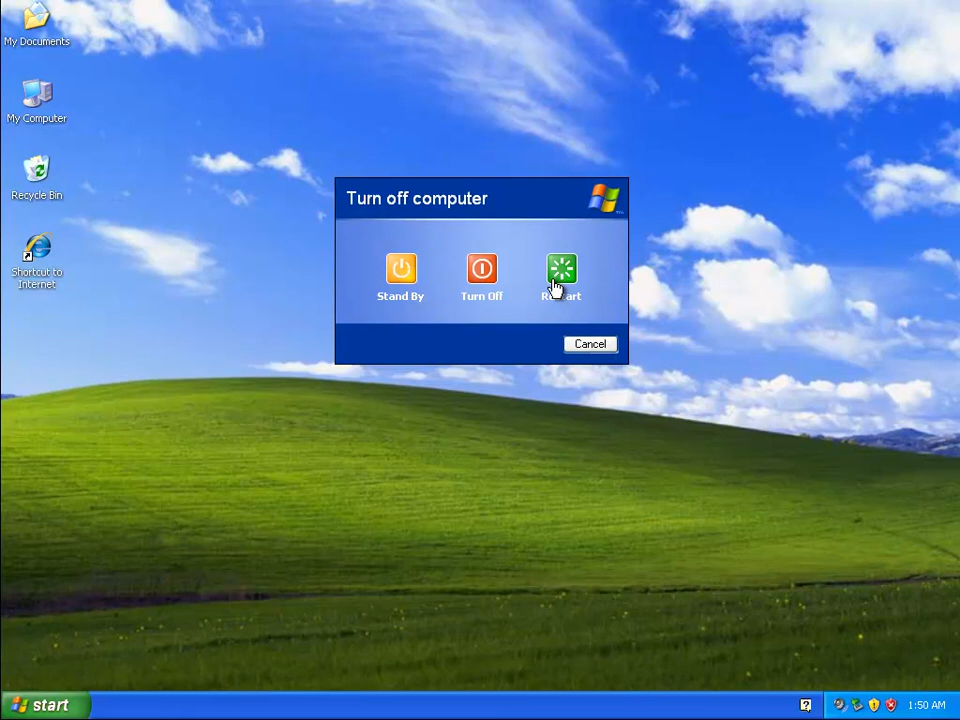 My Documents
My Computer
Recycle Bin
Shortcut to
Internet
Turn off computer
Stand By
Turn Off
Cancel
start
1:50 AM